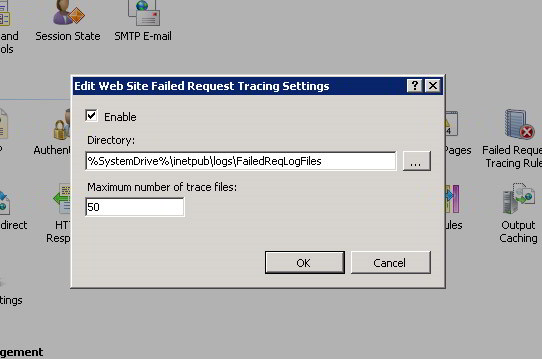 and
ols
Session State
SMTP E-mail
Edit Web Site Failed Request Tracing Settings
Enable
Directory:
%SystemDrive%\inetpub\logs\FailedReqLogFiles
...
Maximum number of trace files:
50
OK
Cancel
P
Authent
Pages
Failed Reque
Tracing Rule
direct
HT
Resp
ules
Output
Caching
tings
gement